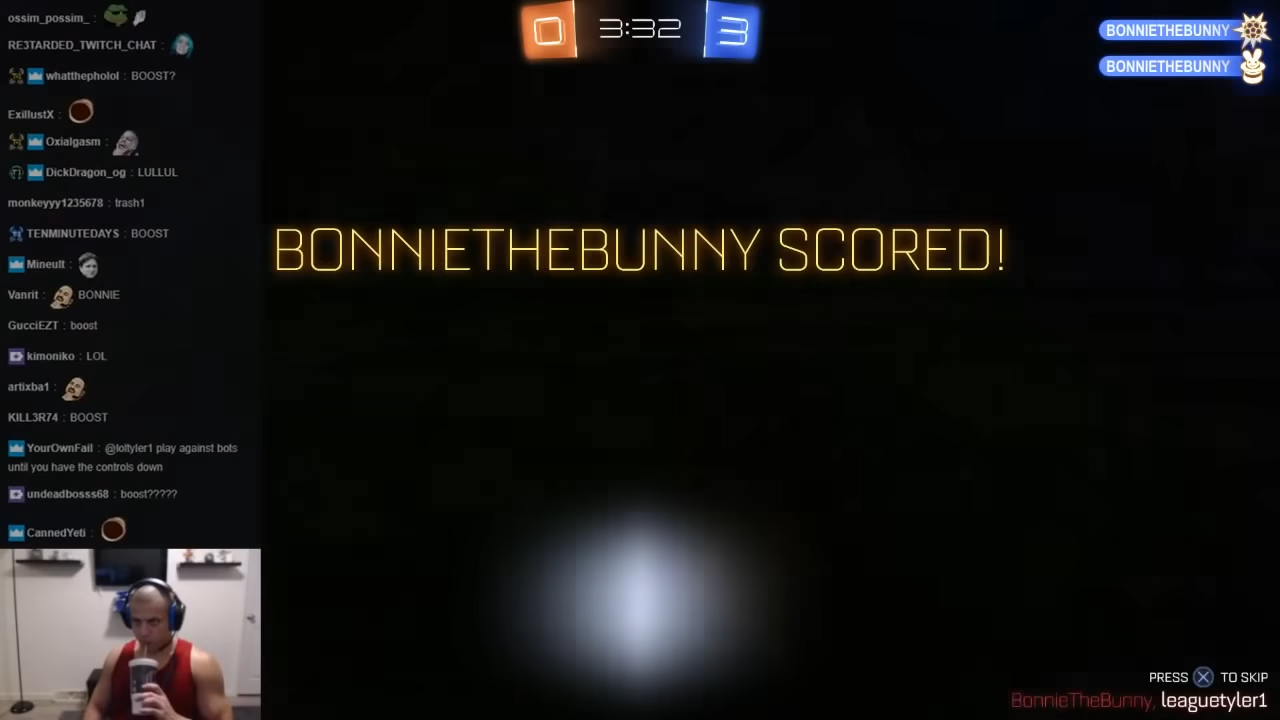 ossim_possim_ :
RE3TARDED_TWITCH_CHAT :
whatthepholol : BOOST?
ExillustX :
Oxialgasm :
DickDragon_og : LULLUL
monkeyyy1235678 : trash1
TENMINUTEDAYS : BOOST
Mineult :
Vanrit : BONNIE
GucciEZT : boost
kimoniko : LOL
artixba1 :
KILL3R74 : BOOST
YourOwnFail : @loltyler1 play against bots
until you have the controls down
undeadbosss68 : boost?????
CannedYeti :
0 3:32 3
BONNIETHEBUNNY
BONNIETHEBUNNY
BONNIETHEBUNNY SCORED!
PRESS X TO SKIP
BonnieTheBunny, leaguetyler1